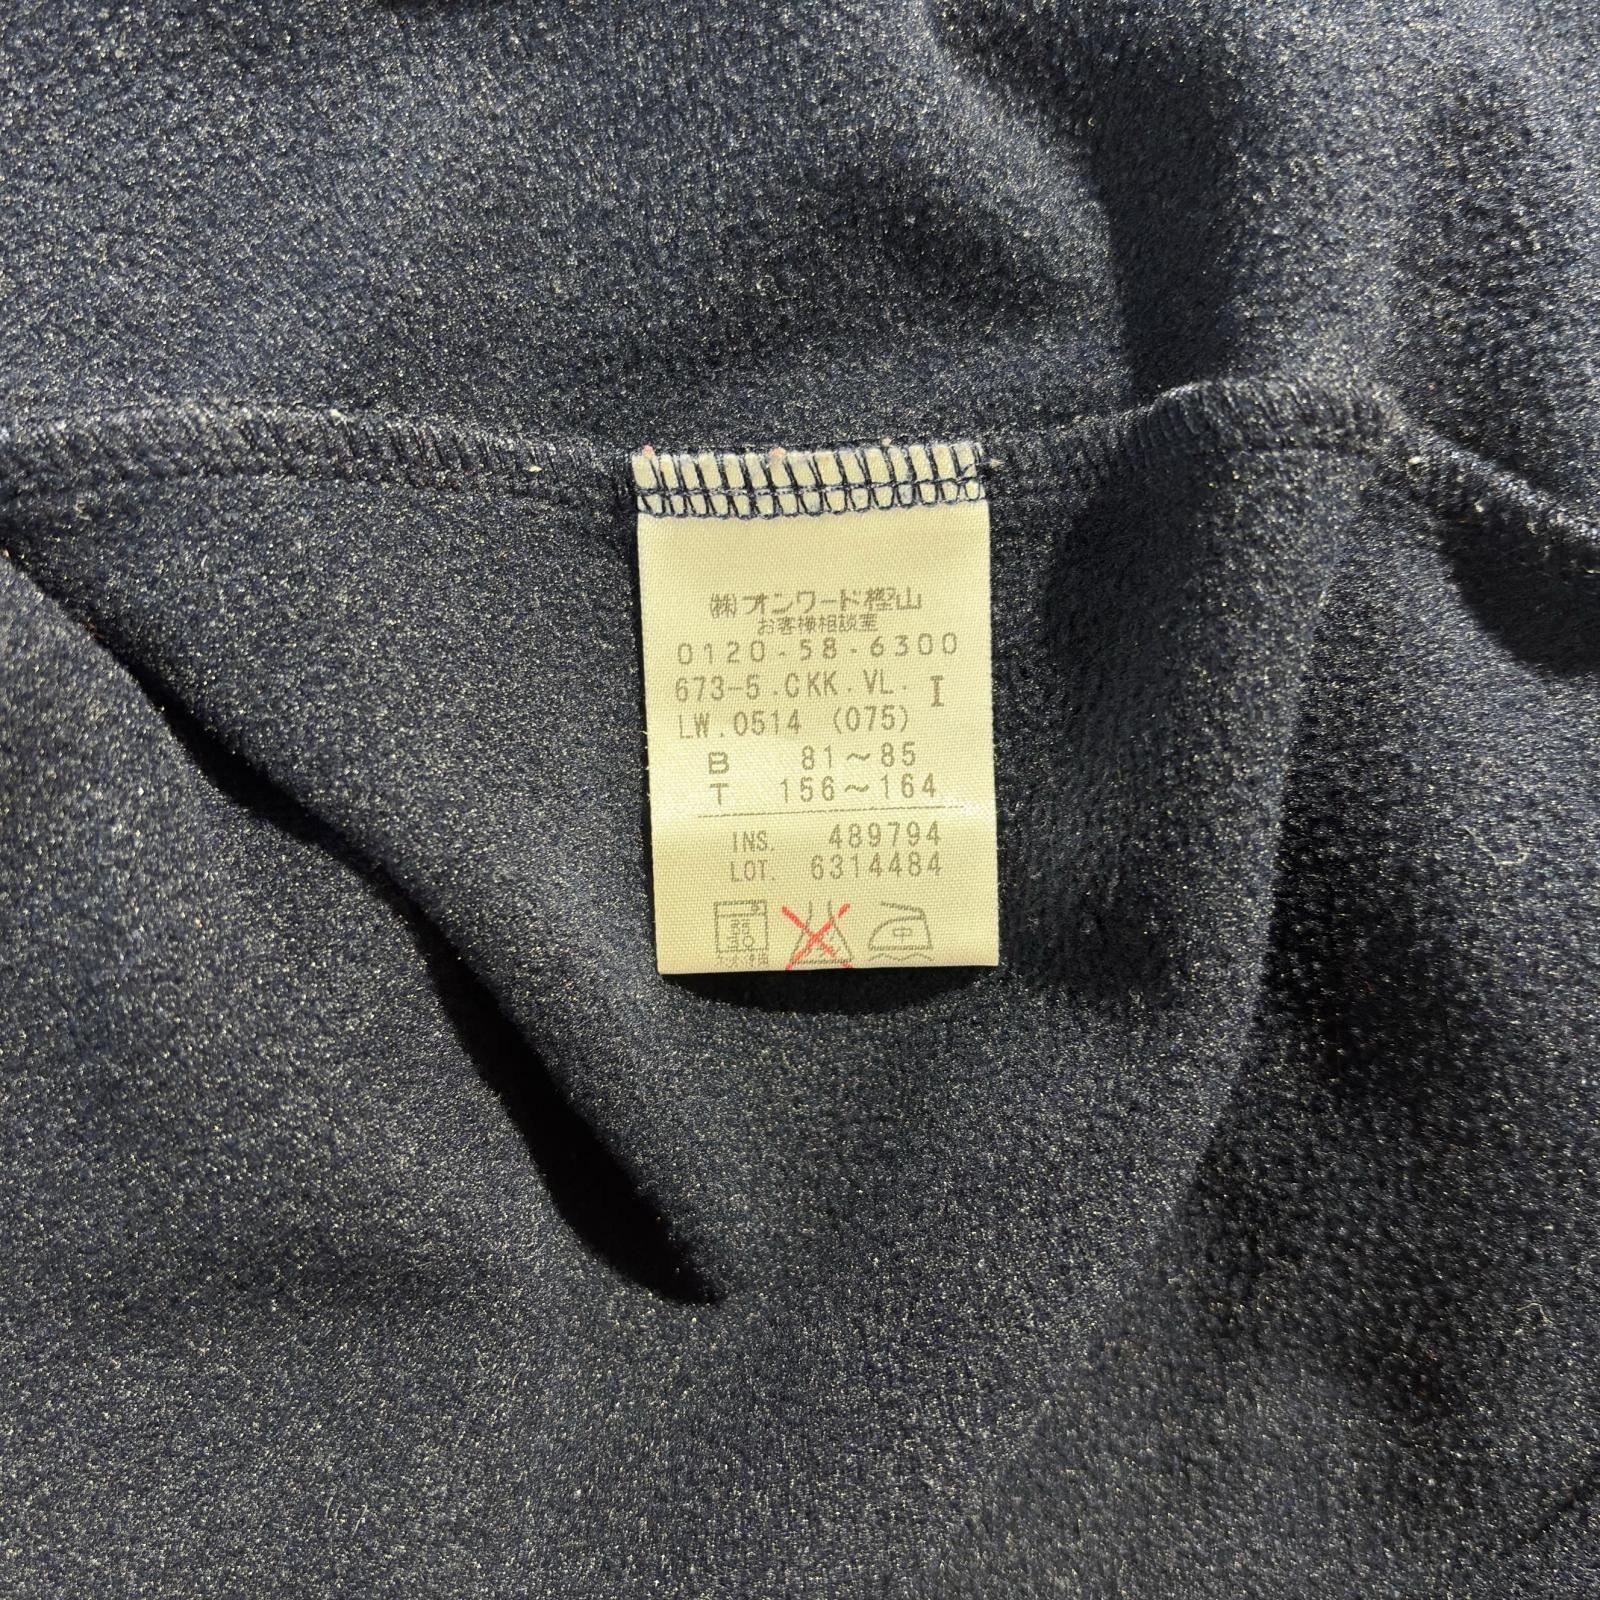 ㈱オンワード樫山
お客様相談室
0120-58-6300
673-5.CKK.VL. I
LW.0514 (075)
B 81〜85
T 156〜164
INS. 489794
LOT. 6314484
中